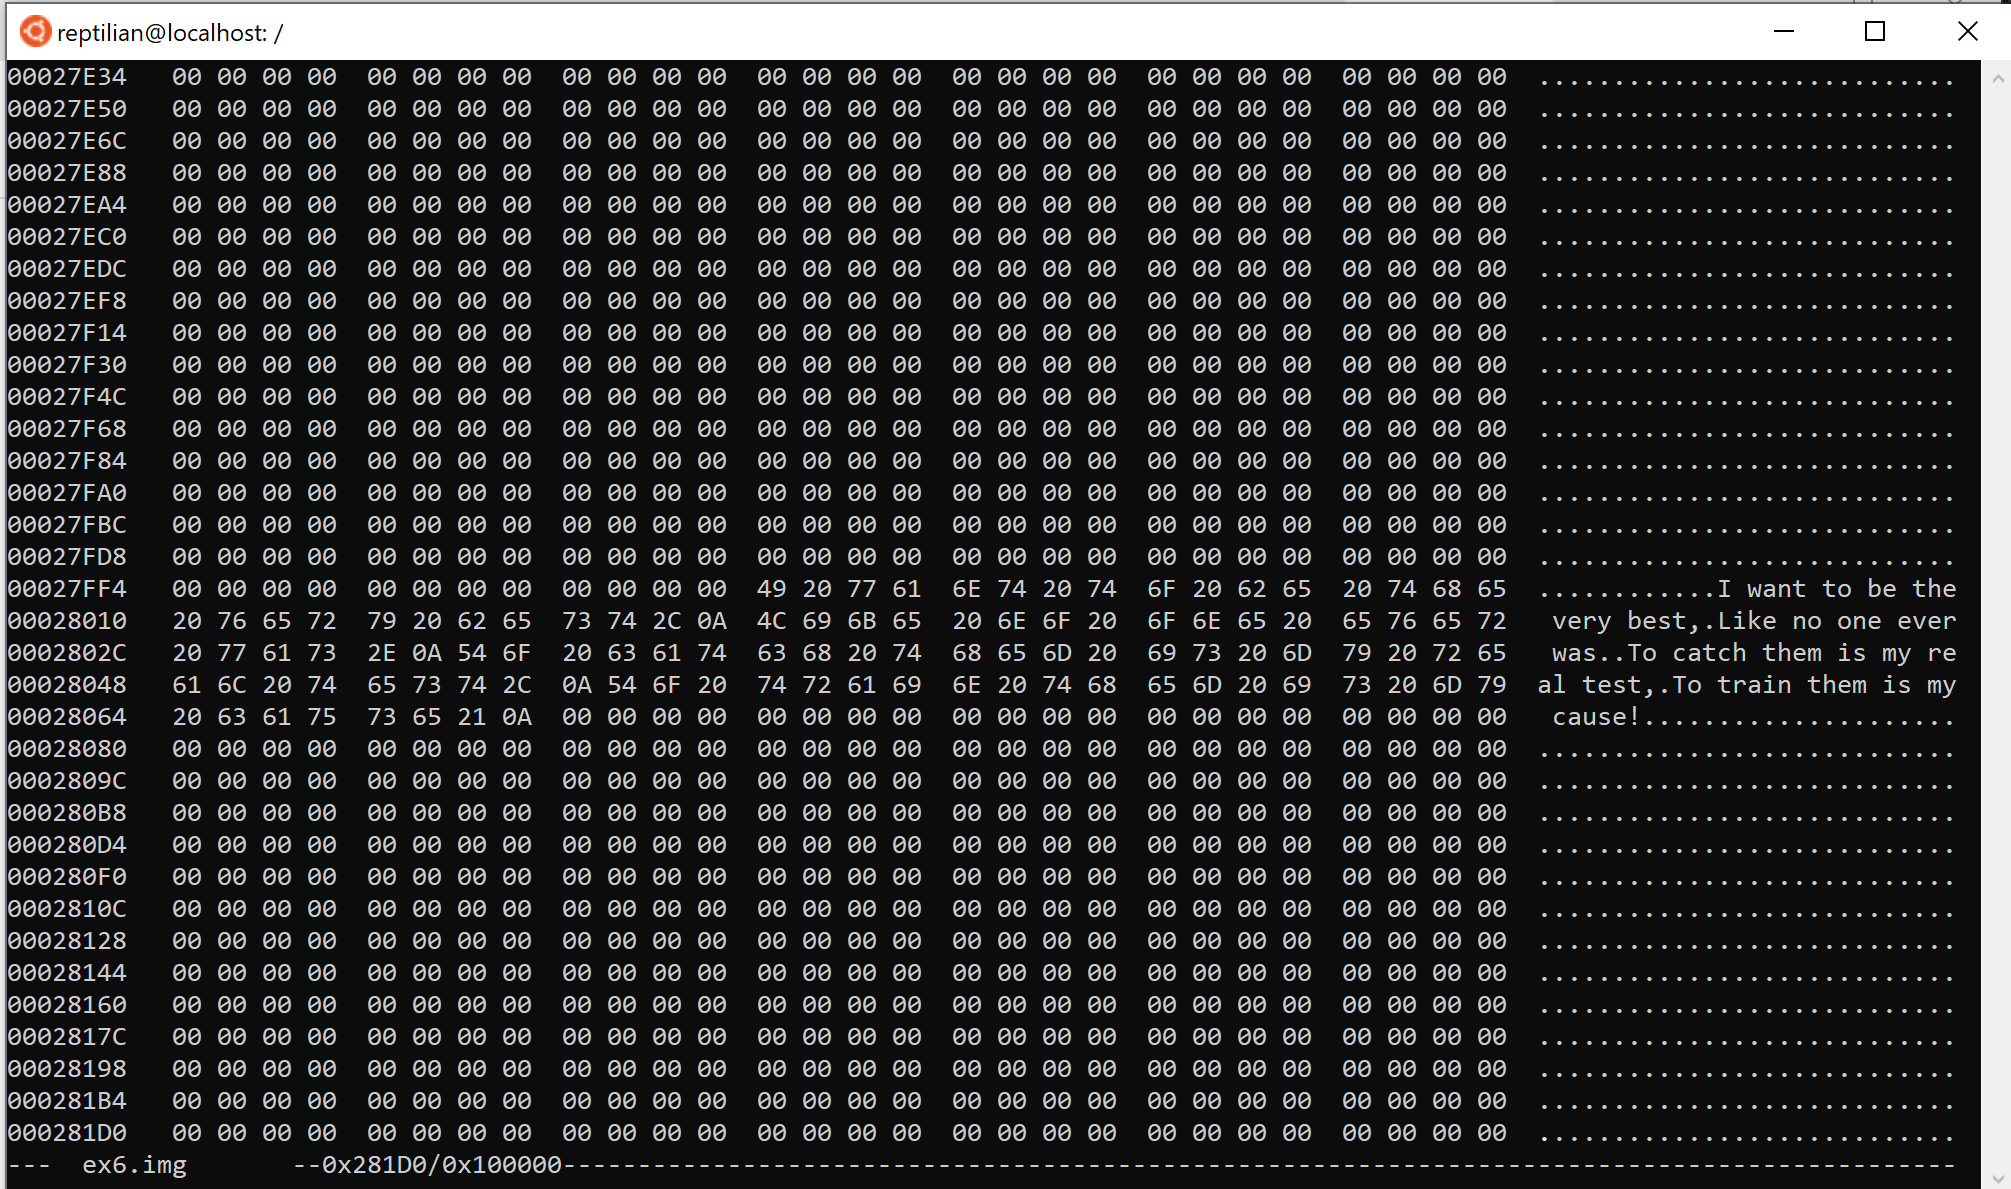 reptilian@localhost: /
00027E34 00 00 00 00 00 00 00 00 00 00 00 00 00 00 00 00 00 00 00 00 00 00 00 00 00 00 00 00 ............................
00027E50 00 00 00 00 00 00 00 00 00 00 00 00 00 00 00 00 00 00 00 00 00 00 00 00 00 00 00 00 ............................
00027E6C 00 00 00 00 00 00 00 00 00 00 00 00 00 00 00 00 00 00 00 00 00 00 00 00 00 00 00 00 ............................
00027E88 00 00 00 00 00 00 00 00 00 00 00 00 00 00 00 00 00 00 00 00 00 00 00 00 00 00 00 00 ............................
00027EA4 00 00 00 00 00 00 00 00 00 00 00 00 00 00 00 00 00 00 00 00 00 00 00 00 00 00 00 00 ............................
00027EC0 00 00 00 00 00 00 00 00 00 00 00 00 00 00 00 00 00 00 00 00 00 00 00 00 00 00 00 00 ............................
00027EDC 00 00 00 00 00 00 00 00 00 00 00 00 00 00 00 00 00 00 00 00 00 00 00 00 00 00 00 00 ............................
00027EF8 00 00 00 00 00 00 00 00 00 00 00 00 00 00 00 00 00 00 00 00 00 00 00 00 00 00 00 00 ............................
00027F14 00 00 00 00 00 00 00 00 00 00 00 00 00 00 00 00 00 00 00 00 00 00 00 00 00 00 00 00 ............................
00027F30 00 00 00 00 00 00 00 00 00 00 00 00 00 00 00 00 00 00 00 00 00 00 00 00 00 00 00 00 ............................
00027F4C 00 00 00 00 00 00 00 00 00 00 00 00 00 00 00 00 00 00 00 00 00 00 00 00 00 00 00 00 ............................
00027F68 00 00 00 00 00 00 00 00 00 00 00 00 00 00 00 00 00 00 00 00 00 00 00 00 00 00 00 00 ............................
00027F84 00 00 00 00 00 00 00 00 00 00 00 00 00 00 00 00 00 00 00 00 00 00 00 00 00 00 00 00 ............................
00027FA0 00 00 00 00 00 00 00 00 00 00 00 00 00 00 00 00 00 00 00 00 00 00 00 00 00 00 00 00 ............................
00027FBC 00 00 00 00 00 00 00 00 00 00 00 00 00 00 00 00 00 00 00 00 00 00 00 00 00 00 00 00 ............................
00027FD8 00 00 00 00 00 00 00 00 00 00 00 00 00 00 00 00 00 00 00 00 00 00 00 00 00 00 00 00 ............................
00027FF4 00 00 00 00 00 00 00 00 00 00 00 00 49 20 77 61 6E 74 20 74 6F 20 62 65 20 74 68 65 ............I want to be the
00028010 20 76 65 72 79 20 62 65 73 74 2C 0A 4C 69 6B 65 20 6E 6F 20 6F 6E 65 20 65 76 65 72  very best,.Like no one ever
0002802C 20 77 61 73 2E 0A 54 6F 20 63 61 74 63 68 20 74 68 65 6D 20 69 73 20 6D 79 20 72 65  was..To catch them is my re
00028048 61 6C 20 74 65 73 74 2C 0A 54 6F 20 74 72 61 69 6E 20 74 68 65 6D 20 69 73 20 6D 79 al test,.To train them is my
00028064 20 63 61 75 73 65 21 0A 00 00 00 00 00 00 00 00 00 00 00 00 00 00 00 00 00 00 00 00  cause!.....................
00028080 00 00 00 00 00 00 00 00 00 00 00 00 00 00 00 00 00 00 00 00 00 00 00 00 00 00 00 00 ............................
0002809C 00 00 00 00 00 00 00 00 00 00 00 00 00 00 00 00 00 00 00 00 00 00 00 00 00 00 00 00 ............................
000280B8 00 00 00 00 00 00 00 00 00 00 00 00 00 00 00 00 00 00 00 00 00 00 00 00 00 00 00 00 ............................
000280D4 00 00 00 00 00 00 00 00 00 00 00 00 00 00 00 00 00 00 00 00 00 00 00 00 00 00 00 00 ............................
000280F0 00 00 00 00 00 00 00 00 00 00 00 00 00 00 00 00 00 00 00 00 00 00 00 00 00 00 00 00 ............................
0002810C 00 00 00 00 00 00 00 00 00 00 00 00 00 00 00 00 00 00 00 00 00 00 00 00 00 00 00 00 ............................
00028128 00 00 00 00 00 00 00 00 00 00 00 00 00 00 00 00 00 00 00 00 00 00 00 00 00 00 00 00 ............................
00028144 00 00 00 00 00 00 00 00 00 00 00 00 00 00 00 00 00 00 00 00 00 00 00 00 00 00 00 00 ............................
00028160 00 00 00 00 00 00 00 00 00 00 00 00 00 00 00 00 00 00 00 00 00 00 00 00 00 00 00 00 ............................
0002817C 00 00 00 00 00 00 00 00 00 00 00 00 00 00 00 00 00 00 00 00 00 00 00 00 00 00 00 00 ............................
00028198 00 00 00 00 00 00 00 00 00 00 00 00 00 00 00 00 00 00 00 00 00 00 00 00 00 00 00 00 ............................
000281B4 00 00 00 00 00 00 00 00 00 00 00 00 00 00 00 00 00 00 00 00 00 00 00 00 00 00 00 00 ............................
000281D0 00 00 00 00 00 00 00 00 00 00 00 00 00 00 00 00 00 00 00 00 00 00 00 00 00 00 00 00 ............................
--- ex6.img --0x281D0/0x100000---------------------------------------------------------------------------------------------